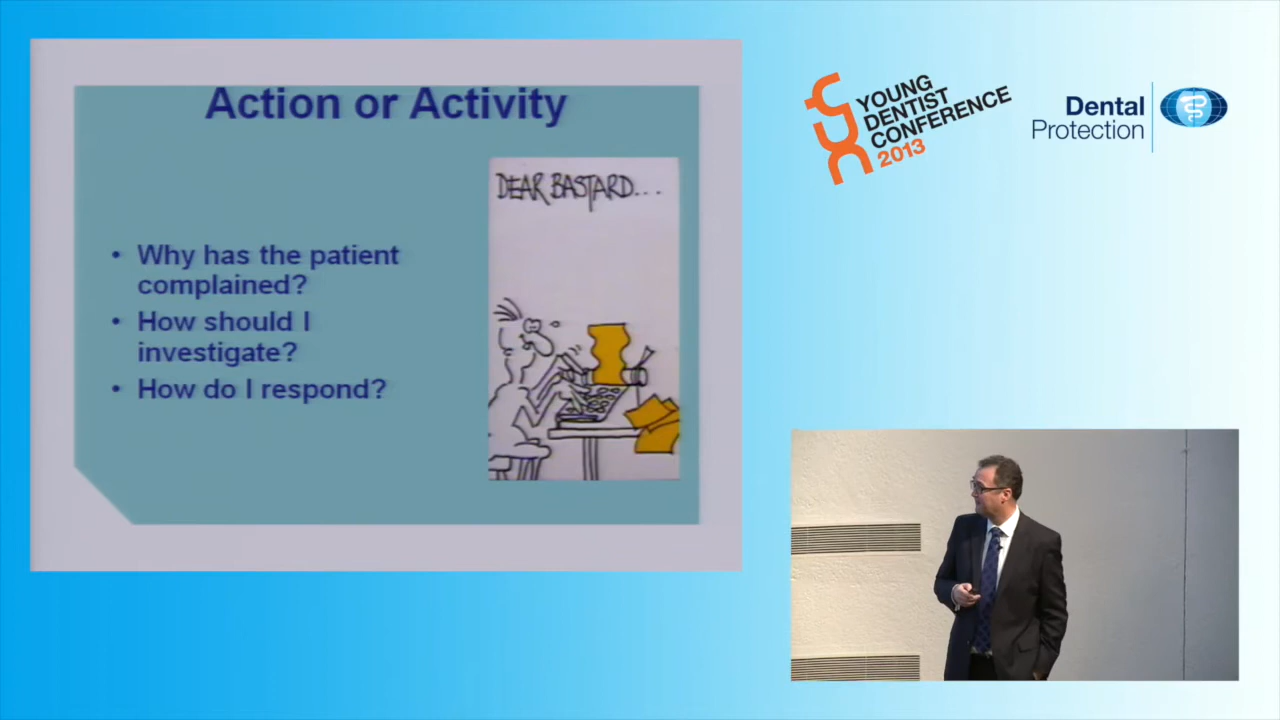 Action or Activity
DEAR BASTARD...
• Why has the patient
complained?
• How should I
investigate?
• How do I respond?
YOUNG
DENTIST
CONFERENCE
2013
Dental
Protection